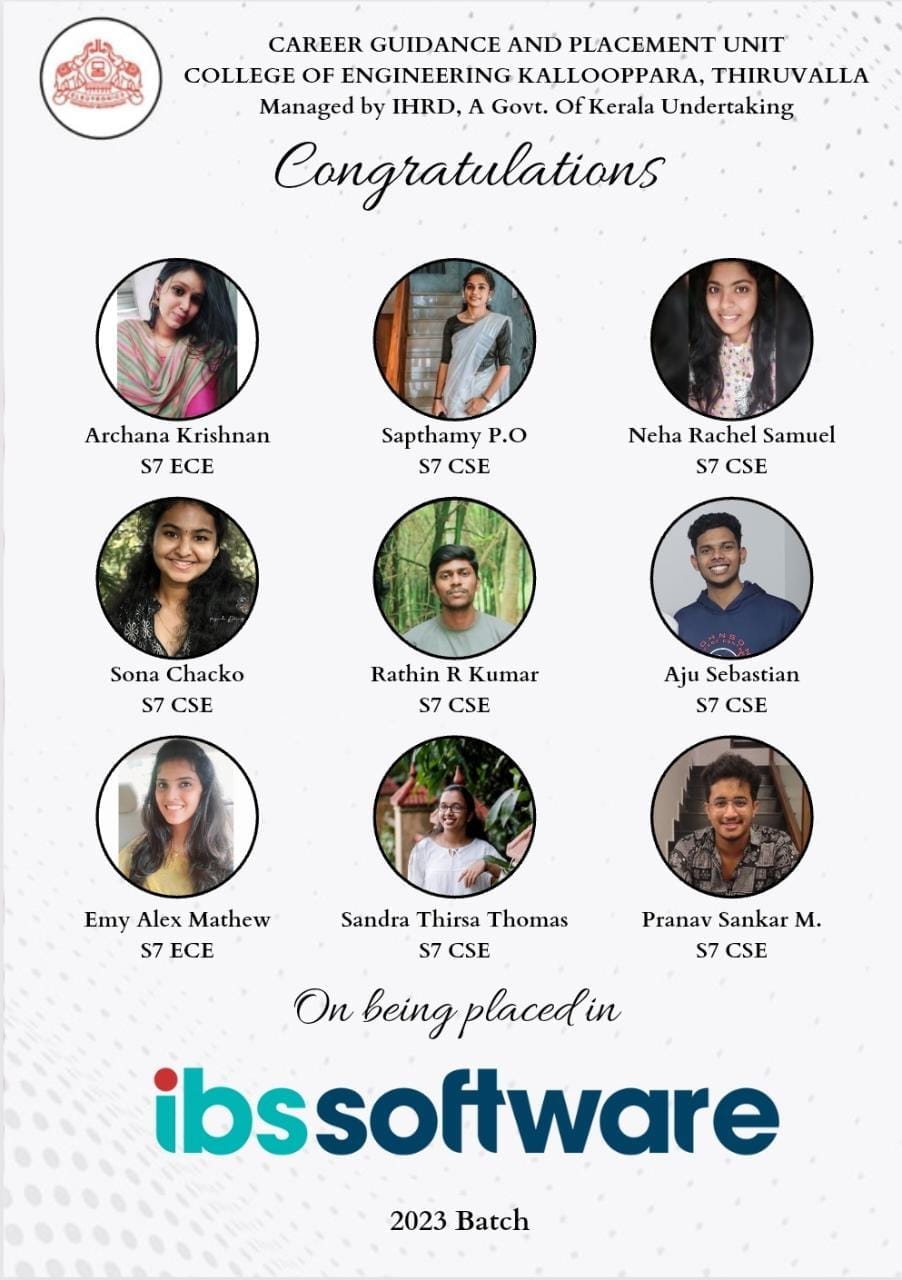 CAREER GUIDANCE AND PLACEMENT UNIT
COLLEGE OF ENGINEERING KALLOOPPARA, THIRUVALLA
Managed by IHRD, A Govt. Of Kerala Undertaking
ELECTRONICS
Congratulations
Archana Krishnan
S7 ECE
Sapthamy P.O
S7 CSE
Neha Rachel Samuel
S7 CSE
Sona Chacko
S7 CSE
Rathin R Kumar
S7 CSE
Aju Sebastian
S7 CSE
Emy Alex Mathew
S7 ECE
Sandra Thirsa Thomas
S7 CSE
Pranav Sankar M.
S7 CSE
On being placed in
ibssoftware
2023 Batch